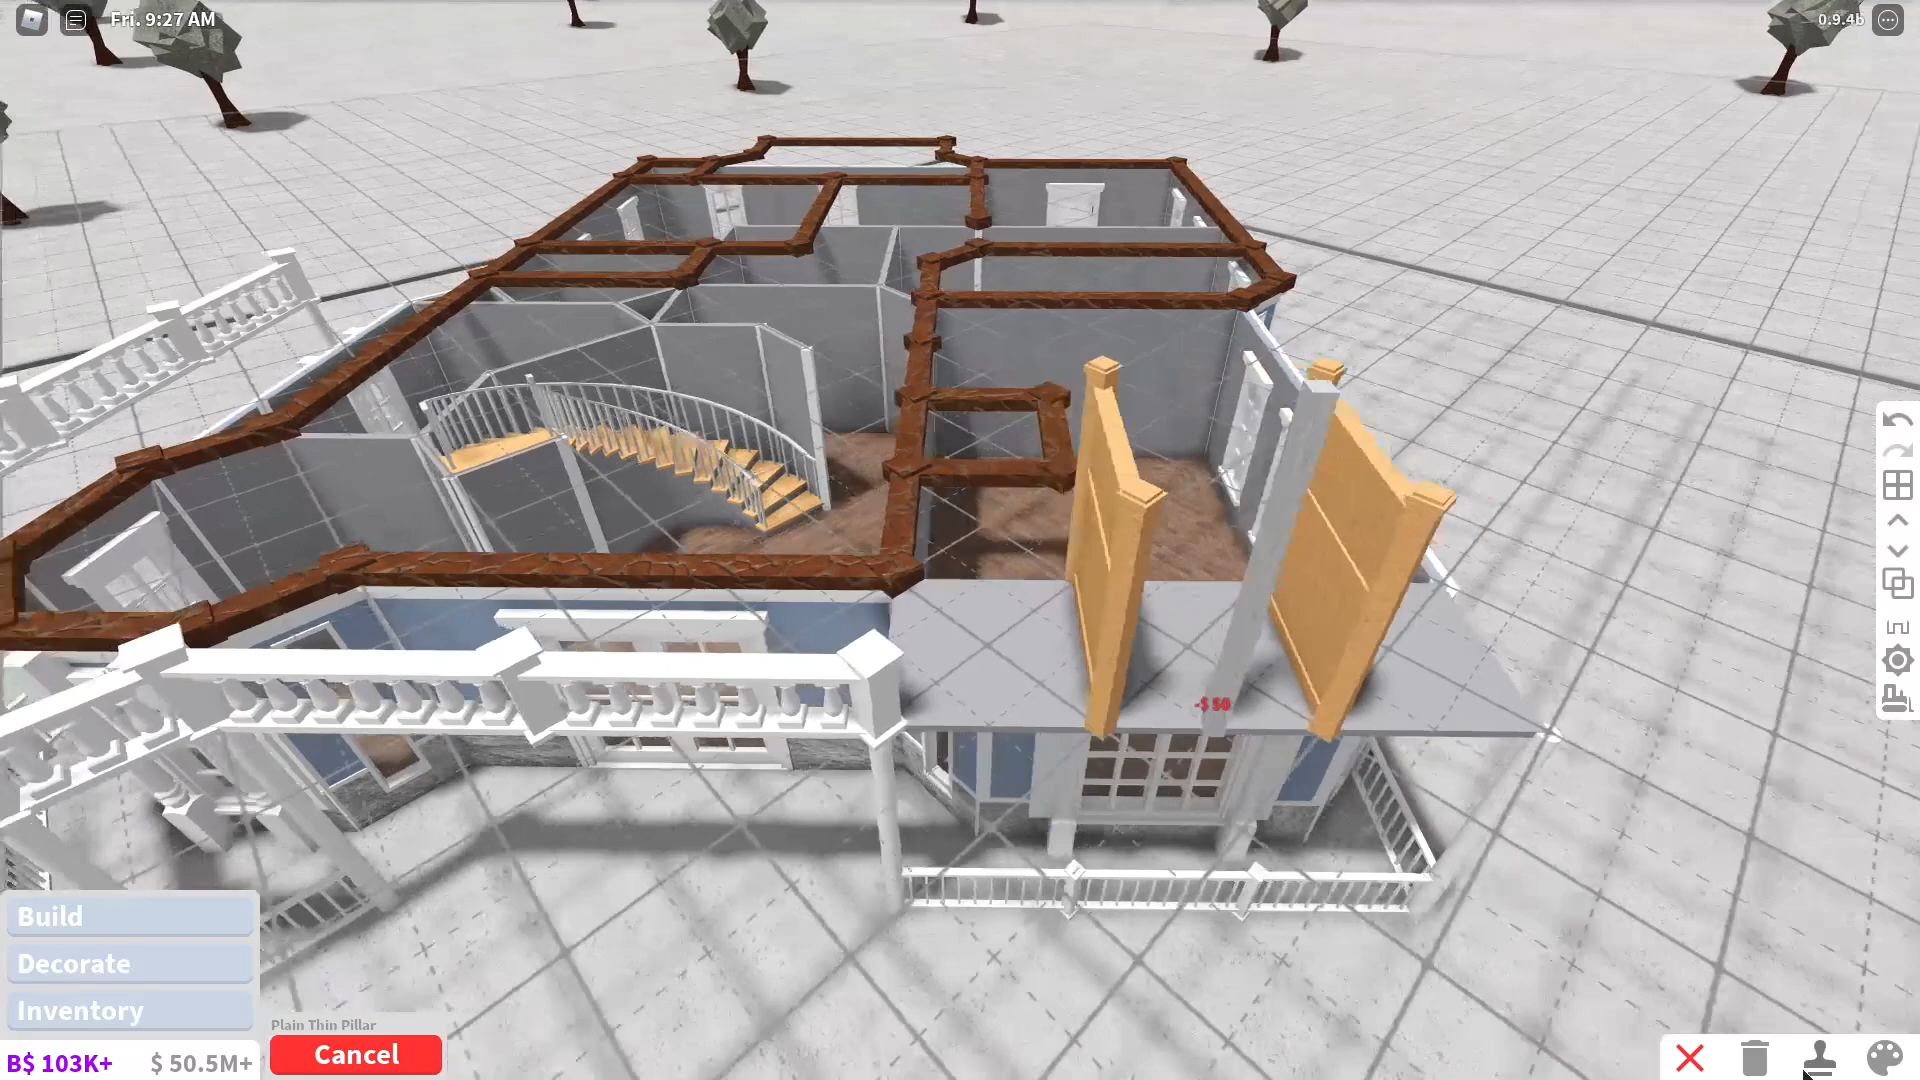 Fri. 9:27 AM
0.9.4b
-$ 50
Build
Decorate
Inventory
Plain Thin Pillar
Cancel
B$ 103K+
$ 50.5M+